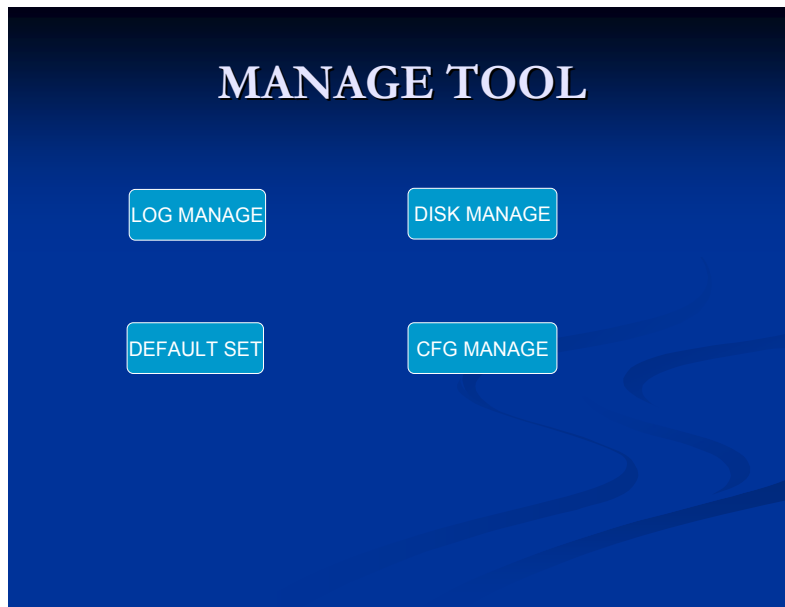 MANAGE TOOL
LOG MANAGE
DISK MANAGE
DEFAULT SET
CFG MANAGE